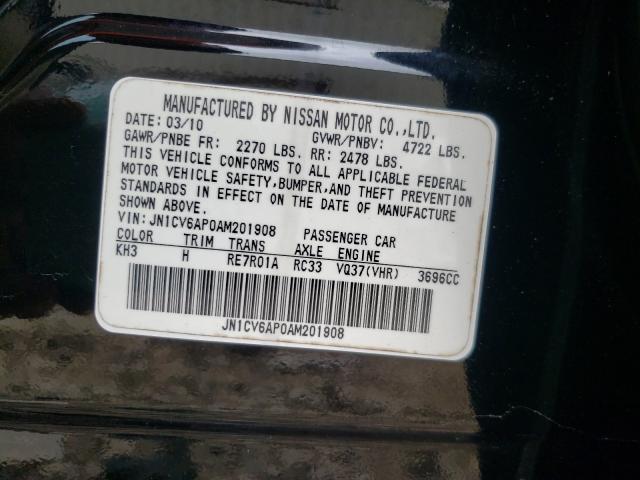 MANUFACTURED BY NISSAN MOTOR CO.,LTD.
DATE: 03/10 GVWR/PNBV: 4722 LBS.
GAWR/PNBE FR: 2270 LBS. RR: 2478 LBS.
THIS VEHICLE CONFORMS TO ALL APPLICABLE FEDERAL
MOTOR VEHICLE SAFETY,BUMPER,AND THEFT PREVENTION
STANDARDS IN EFFECT ON THE DATE OF MANUFACTURE
SHOWN ABOVE.
VIN: JN1CV6AP0AM201908 PASSENGER CAR
COLOR TRIM TRANS AXLE ENGINE
KH3 H RE7R01A RC33 VQ37(VHR) 3696CC
JN1CV6AP0AM201908